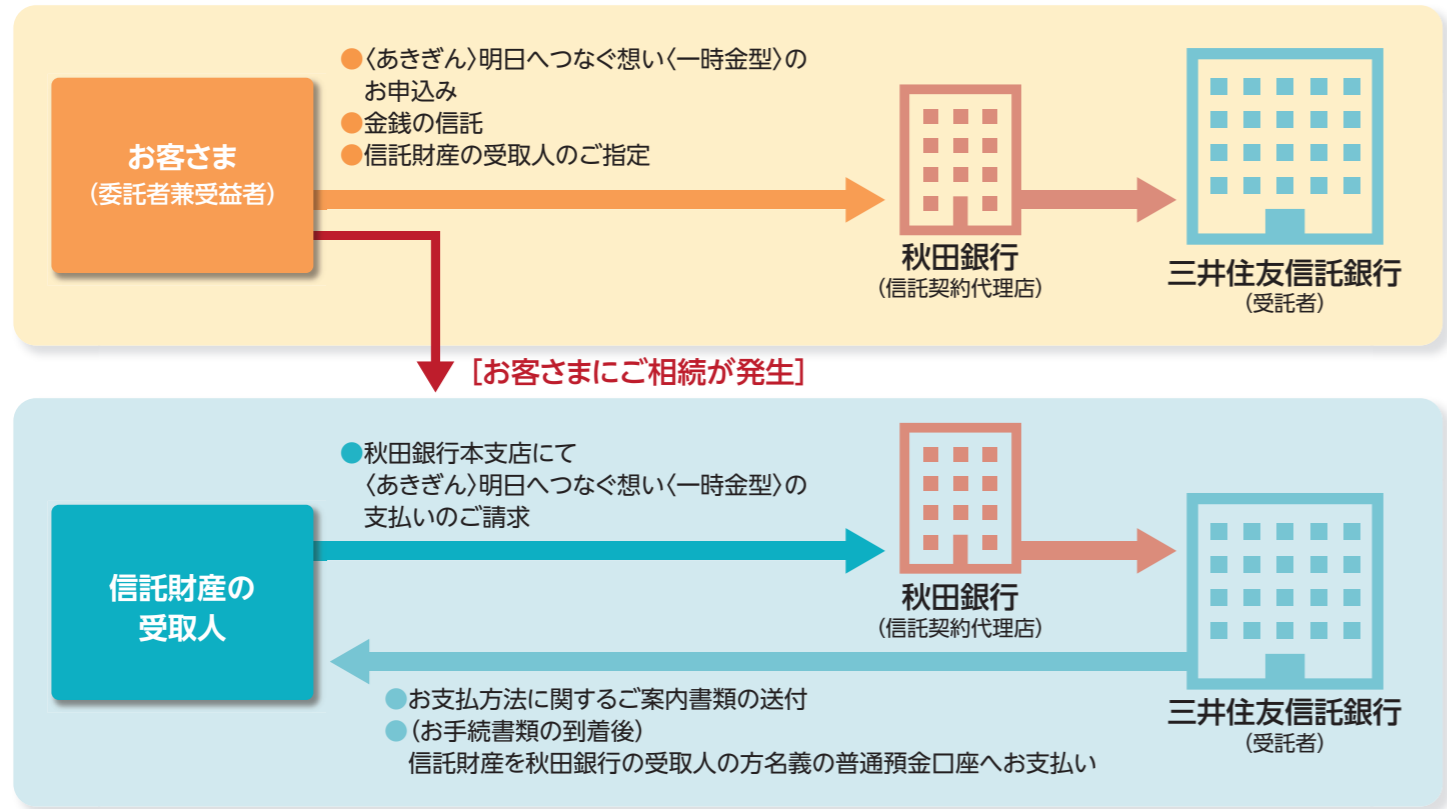 お客さま
（委託者兼受益者）
●〈あきぎん〉明日へつなぐ想い〈一時金型〉の
お申込み
●金銭の信託
●信託財産の受取人のご指定
秋田銀行
（信託契約代理店）
三井住友信託銀行
（受託者）
［お客さまにご相続が発生］
信託財産の
受取人
●秋田銀行本支店にて
〈あきぎん〉明日へつなぐ想い〈一時金型〉の
支払いのご請求
秋田銀行
（信託契約代理店）
三井住友信託銀行
（受託者）
●お支払方法に関するご案内書類の送付
●（お手続書類の到着後）
信託財産を秋田銀行の受取人の方名義の普通預金口座へお支払い